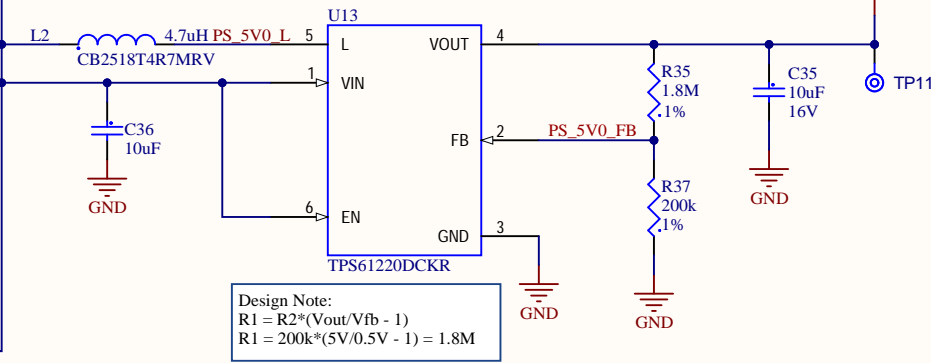 U13
L2
4.7uH
PS_5V0_L
CB2518T4R7MRV
5
L
VOUT
4
1
VIN
R35
1.8M
.1%
C35
10uF
16V
TP11
C36
10uF
FB
2
PS_5V0_FB
GND
6
EN
R37
200k
.1%
GND
3
GND
TPS61220DCKR
GND
GND
Design Note:
R1 = R2*(Vout/Vfb - 1)
R1 = 200k*(5V/0.5V - 1) = 1.8M